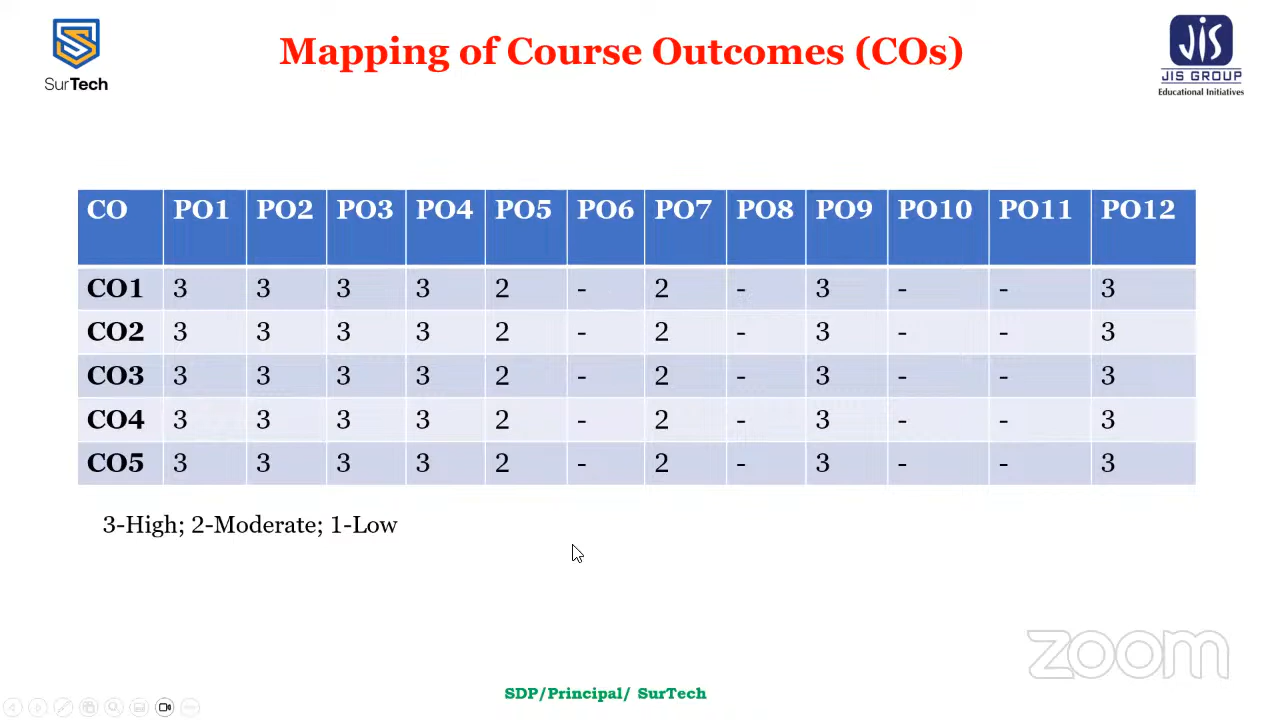 SurTech
Mapping of Course Outcomes (COs)
JIS
JIS GROUP
Educational Initiatives
CO PO1 PO2 PO3 PO4 PO5 PO6 PO7 PO8 PO9 PO10 PO11 PO12
CO1 3 3 3 3 2 - 2 - 3 - - 3
CO2 3 3 3 3 2 - 2 - 3 - - 3
CO3 3 3 3 3 2 - 2 - 3 - - 3
CO4 3 3 3 3 2 - 2 - 3 - - 3
CO5 3 3 3 3 2 - 2 - 3 - - 3
3-High; 2-Moderate; 1-Low
zoom
SDP/Principal/ SurTech